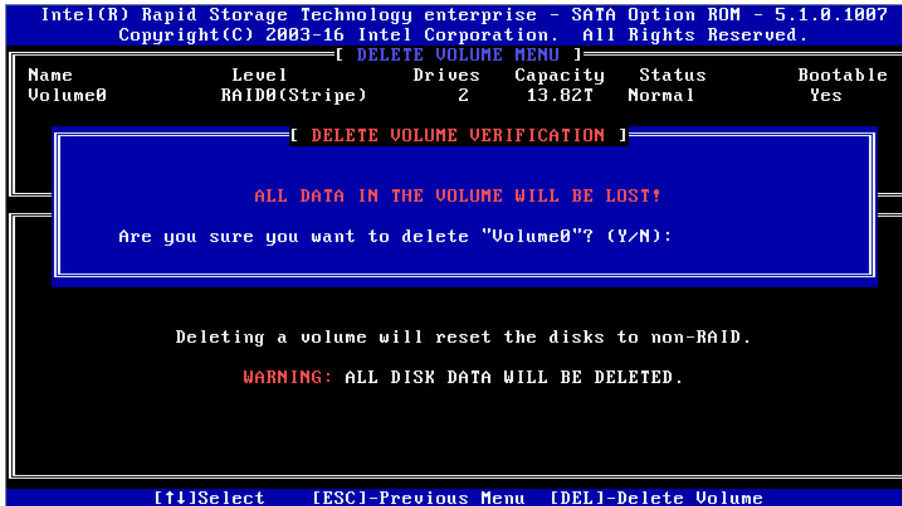 Intel(R) Rapid Storage Technology enterprise - SATA Option ROM - 5.1.0.1007
Copyright(C) 2003-16 Intel Corporation.  All Rights Reserved.
[ DELETE VOLUME MENU ]
Name Level Drives Capacity Status Bootable
Volume0 RAID0(Stripe) 2 13.82T Normal Yes
[ DELETE VOLUME VERIFICATION ]
ALL DATA IN THE VOLUME WILL BE LOST!
Are you sure you want to delete "Volume0"? (Y/N):
Deleting a volume will reset the disks to non-RAID.
WARNING: ALL DISK DATA WILL BE DELETED.
[↑↓]Select [ESC]-Previous Menu [DEL]-Delete Volume